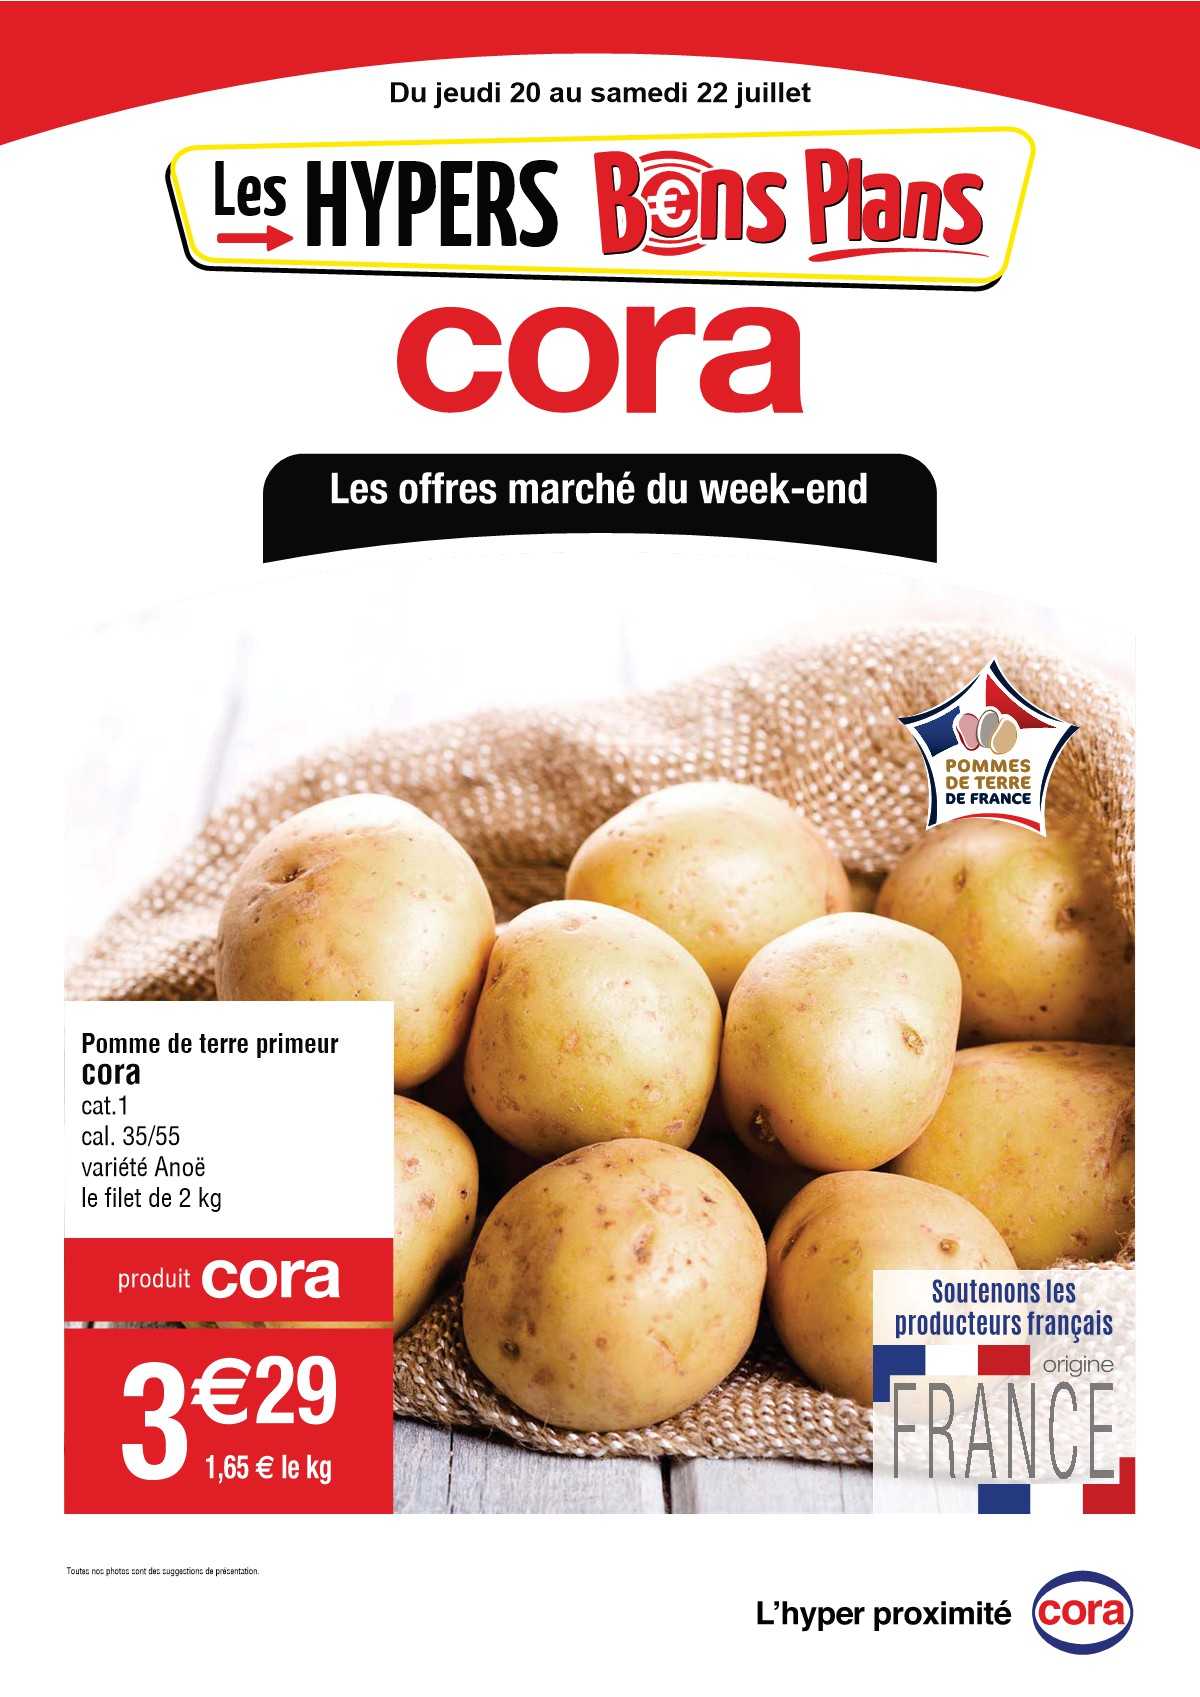 Du jeudi 20 au samedi 22 juillet
Les HYPERS Bons Plans
cora
Les offres marché du week-end
POMMES
DE TERRE
DE FRANCE
Pomme de terre primeur
cora
cat.1
cal. 35/55
variété Anoë
le filet de 2 kg
produit cora
3€29
1,65 € le kg
Soutenons les
producteurs français
origine
FRANCE
Toutes nos photos sont des suggestions de présentation.
L'hyper proximité cora